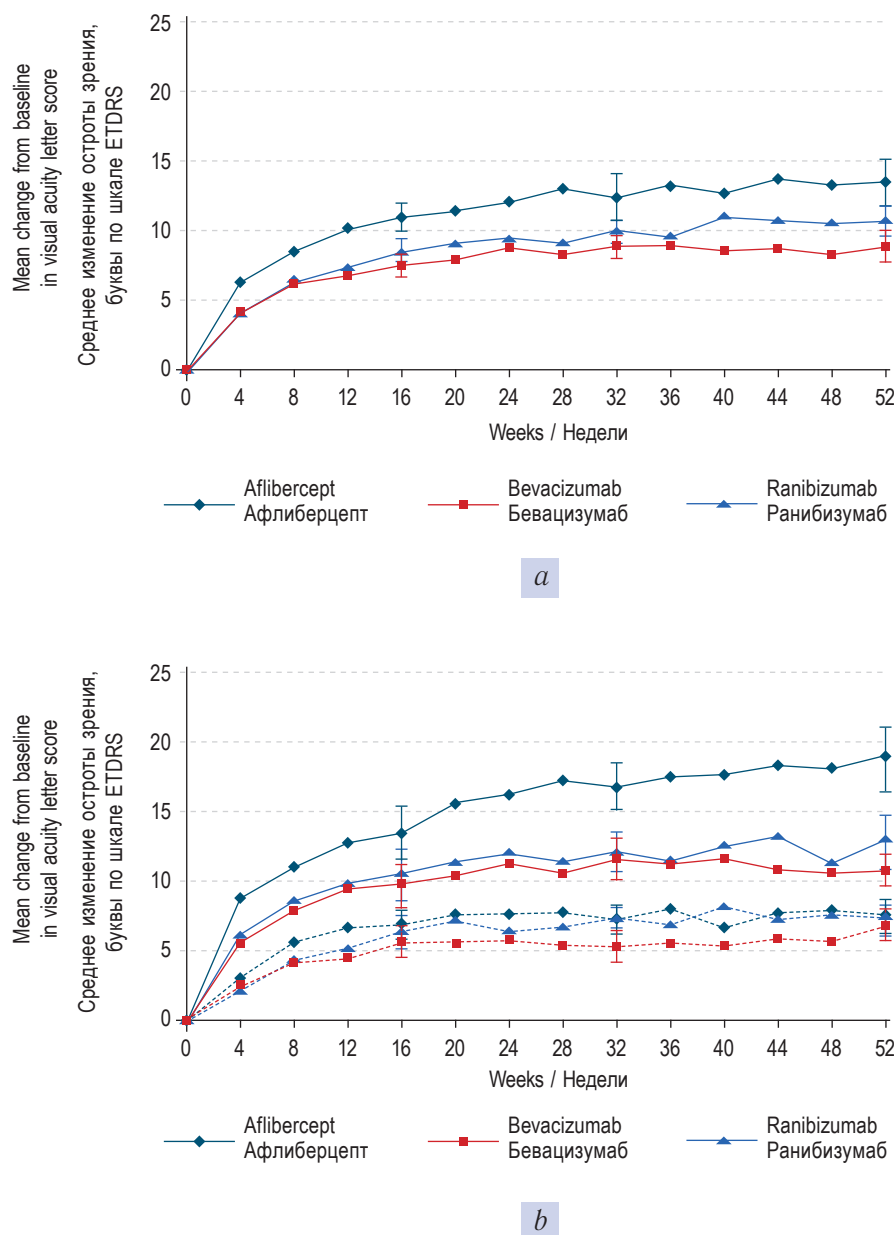 Mean change from baseline
in visual acuity letter score
Среднее изменение остроты зрения,
буквы по шкале ETDRS
25
20
15
10
5
0
0 4 8 12 16 20 24 28 32 36 40 44 48 52
Weeks / Недели
Aflibercept
Афлиберцепт
Bevacizumab
Бевацизумаб
Ranibizumab
Ранибизумаб
a
Mean change from baseline
in visual acuity letter score
Среднее изменение остроты зрения,
буквы по шкале ETDRS
25
20
15
10
5
0
0 4 8 12 16 20 24 28 32 36 40 44 48 52
Weeks / Недели
Aflibercept
Афлиберцепт
Bevacizumab
Бевацизумаб
Ranibizumab
Ранибизумаб
b